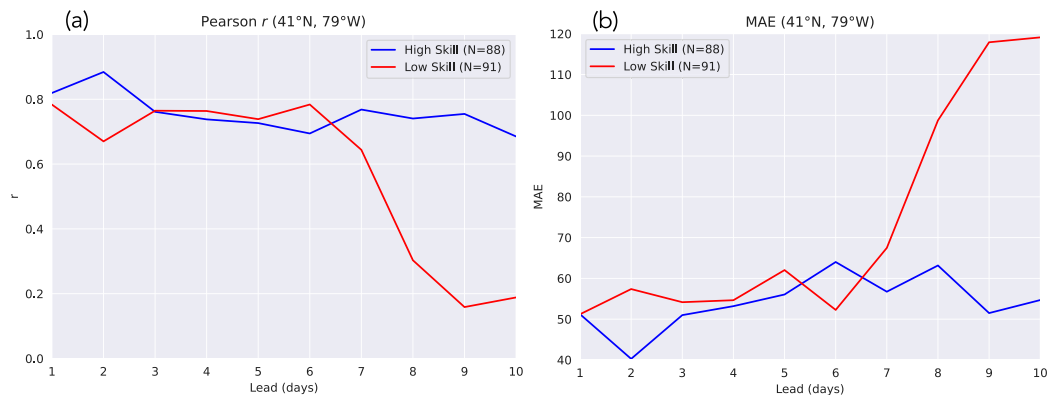 (a)
Pearson r (41°N, 79°W)
1.0
0.8
0.6
0.4
0.2
0.0
r
High Skill (N=88)
Low Skill (N=91)
1 2 3 4 5 6 7 8 9 10
Lead (days)
(b)
MAE (41°N, 79°W)
120
110
100
90
80
70
60
50
40
MAE
High Skill (N=88)
Low Skill (N=91)
1 2 3 4 5 6 7 8 9 10
Lead (days)